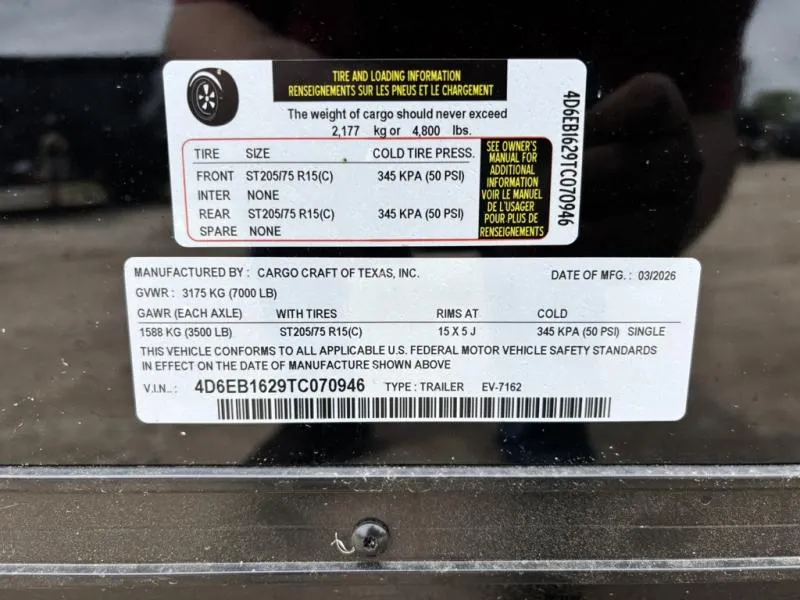 TIRE AND LOADING INFORMATION
RENSEIGNEMENTS SUR LES PNEUS ET LE CHARGEMENT
The weight of cargo should never exceed
2,177 kg or 4,800 lbs.
TIRE SIZE COLD TIRE PRESS.
FRONT ST205/75 R15(C) 345 KPA (50 PSI)
INTER NONE
REAR ST205/75 R15(C) 345 KPA (50 PSI)
SPARE NONE
SEE OWNER'S
MANUAL FOR
ADDITIONAL
INFORMATION
VOIR LE MANUEL
DE L'USAGER
POUR PLUS DE
RENSEIGNEMENTS
4D6EB1629TC070946
MANUFACTURED BY : CARGO CRAFT OF TEXAS, INC. DATE OF MFG. : 03/2026
GVWR : 3175 KG (7000 LB)
GAWR (EACH AXLE) WITH TIRES RIMS AT COLD
1588 KG (3500 LB) ST205/75 R15(C) 15 X 5 J 345 KPA (50 PSI) SINGLE
THIS VEHICLE CONFORMS TO ALL APPLICABLE U.S. FEDERAL MOTOR VEHICLE SAFETY STANDARDS
IN EFFECT ON THE DATE OF MANUFACTURE SHOWN ABOVE
V.I.N.. : 4D6EB1629TC070946 TYPE : TRAILER EV-7162